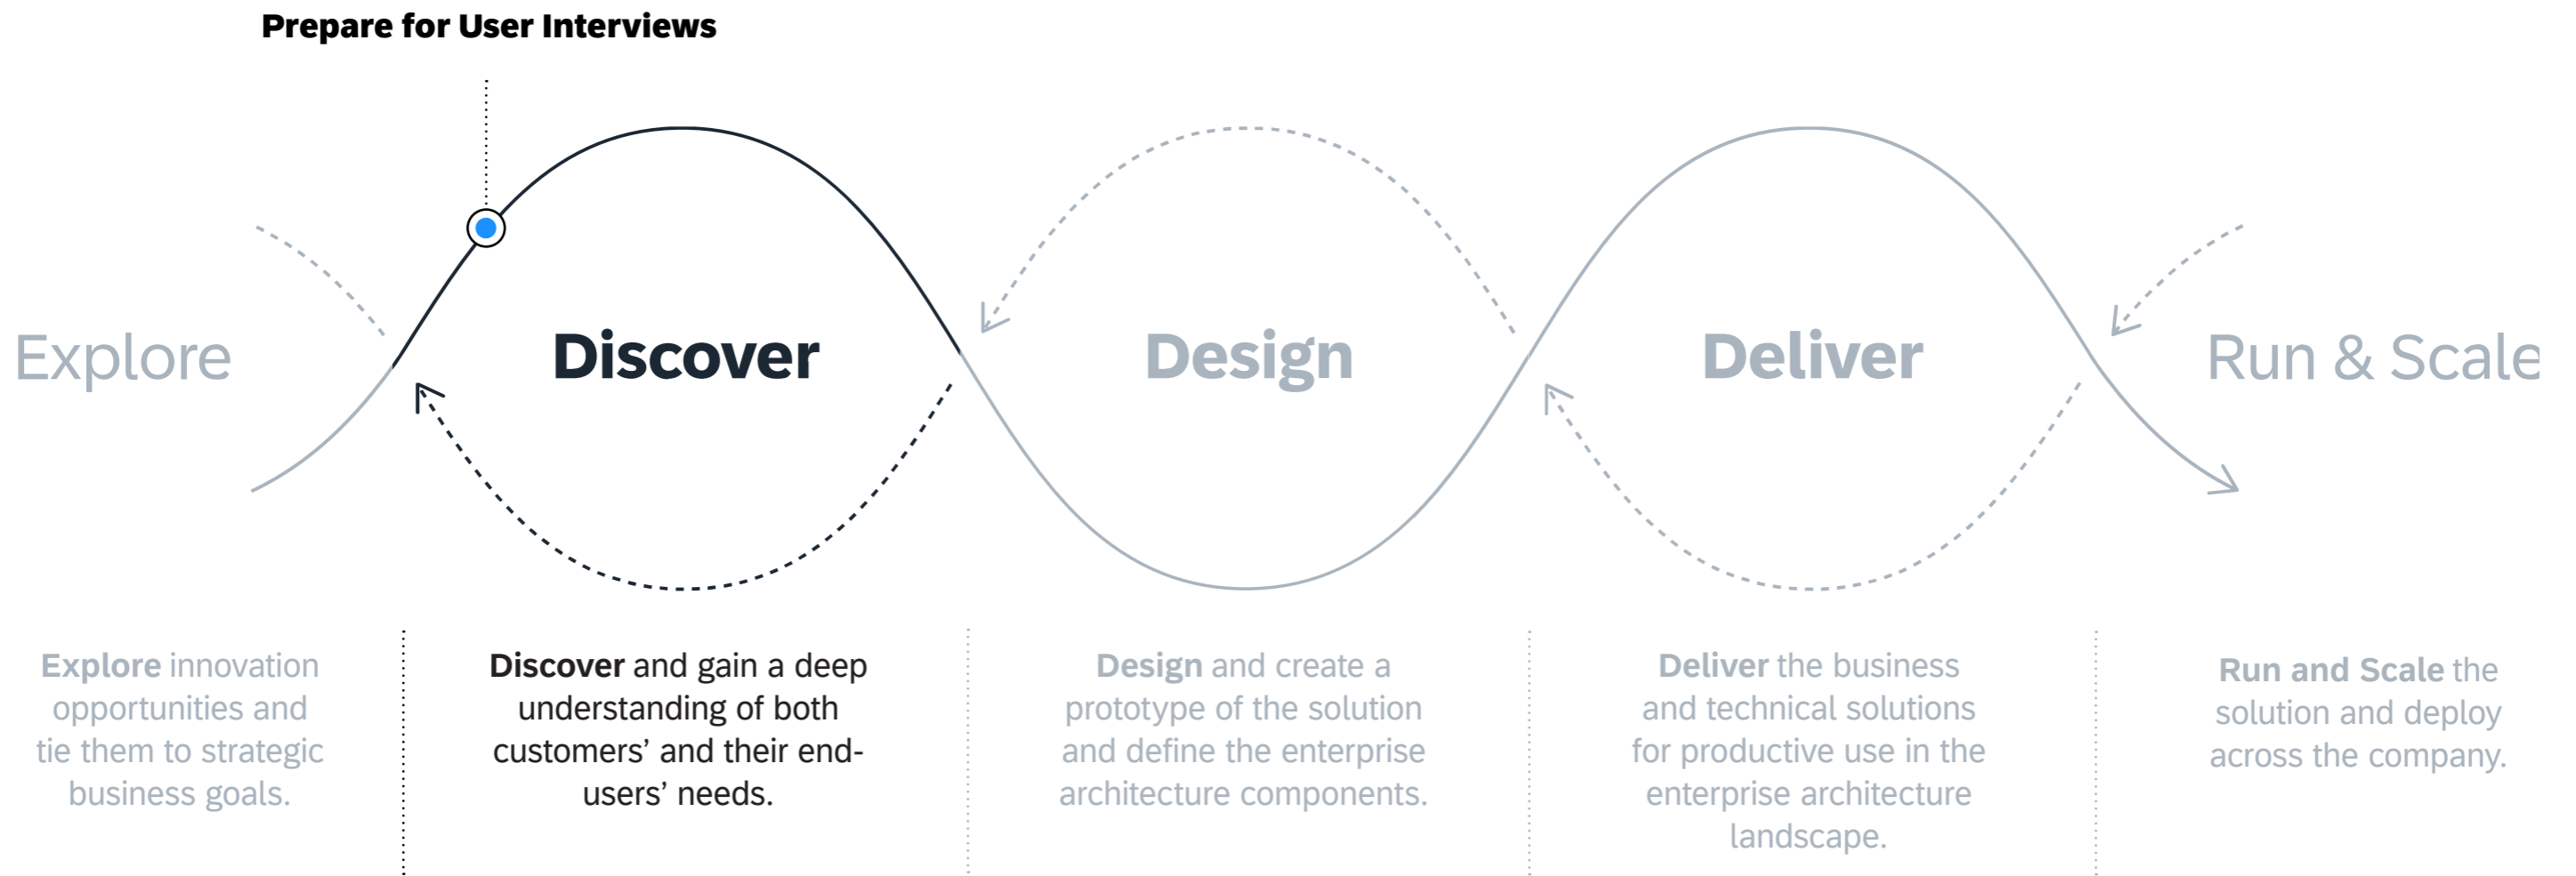 Prepare for User Interviews
Explore
Discover
Design
Deliver
Run & Scale
Explore innovation
opportunities and
tie them to strategic
business goals.
Discover and gain a deep
understanding of both
customers’ and their end-
users’ needs.
Design and create a
prototype of the solution
and define the enterprise
architecture components.
Deliver the business
and technical solutions
for productive use in the
enterprise architecture
landscape.
Run and Scale the
solution and deploy
across the company.